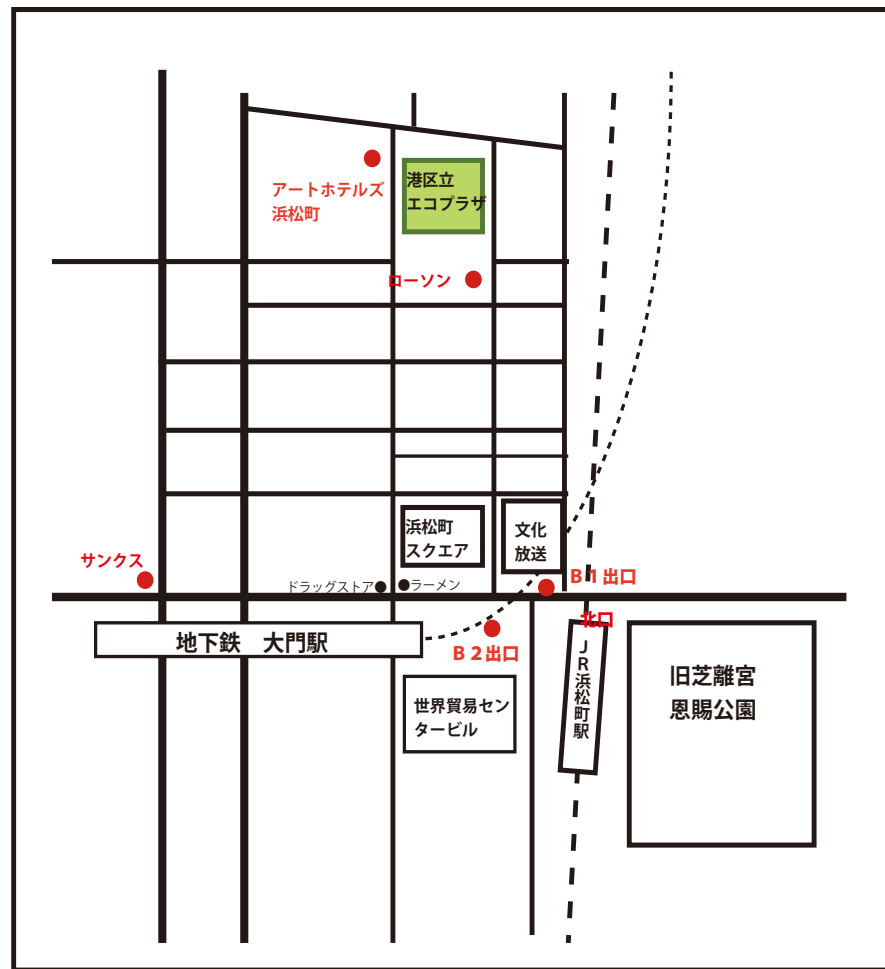 港区立
エコプラザ
アートホテルズ
浜松町
ローソン
浜松町
スクエア
文化
放送
サンクス
ドラッグストア
ラーメン
B 1 出口
北口
地下鉄　大門駅
B 2 出口
JR浜松町駅
世界貿易セン
タービル
旧芝離宮
恩賜公園